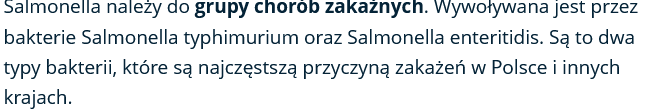 Salmonella należy do grupy chorób zakaźnych. Wywoływana jest przez
bakterie Salmonella typhimurium oraz Salmonella enteritidis. Są to dwa
typy bakterii, które są najczęstszą przyczyną zakażeń w Polsce i innych
krajach.